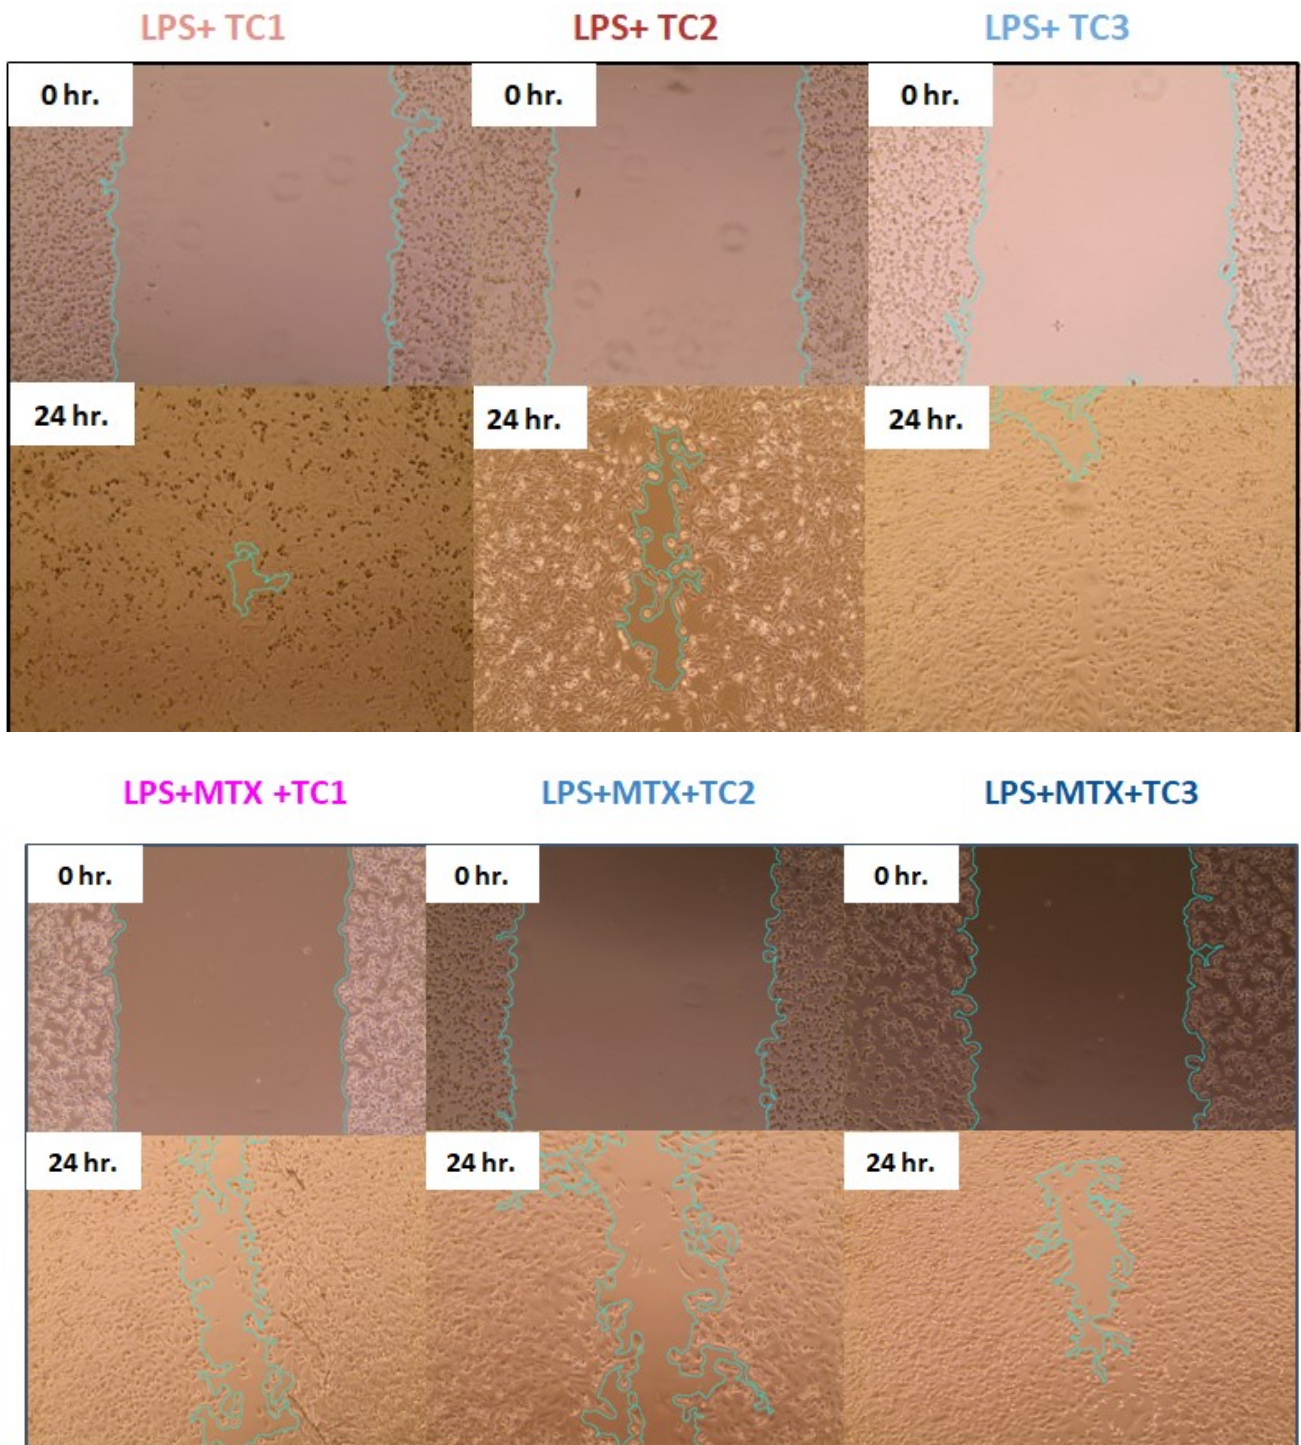 LPS+ TC1 LPS+ TC2 LPS+ TC3
0 hr. 0 hr. 0 hr.
24 hr. 24 hr. 24 hr.
LPS+MTX +TC1 LPS+MTX+TC2 LPS+MTX+TC3
0 hr. 0 hr. 0 hr.
24 hr. 24 hr. 24 hr.